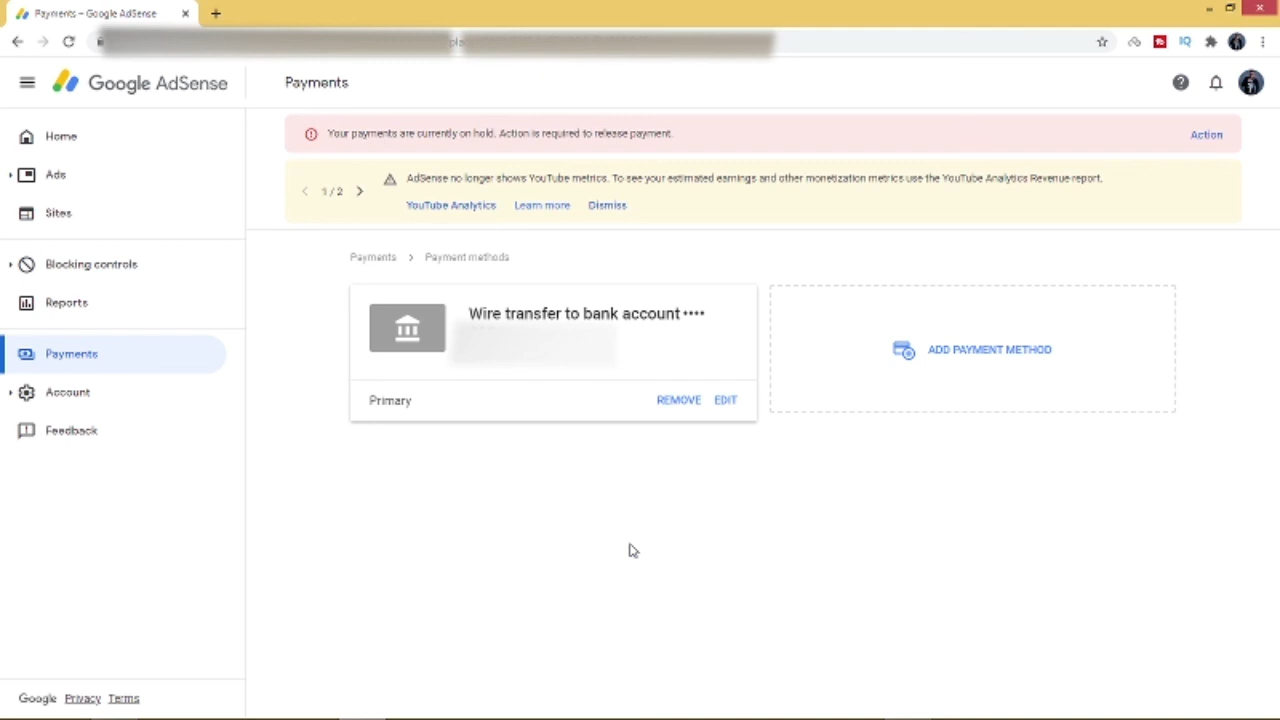 Payments – Google AdSense
Google AdSense
Payments
Home
Ads
Sites
Blocking controls
Reports
Payments
Account
Feedback
Your payments are currently on hold. Action is required to release payment.
Action
1 / 2
AdSense no longer shows YouTube metrics. To see your estimated earnings and other monetization metrics use the YouTube Analytics Revenue report.
YouTube Analytics Learn more Dismiss
Payments > Payment methods
Wire transfer to bank account ••••
Primary
REMOVE EDIT
ADD PAYMENT METHOD
Google Privacy Terms